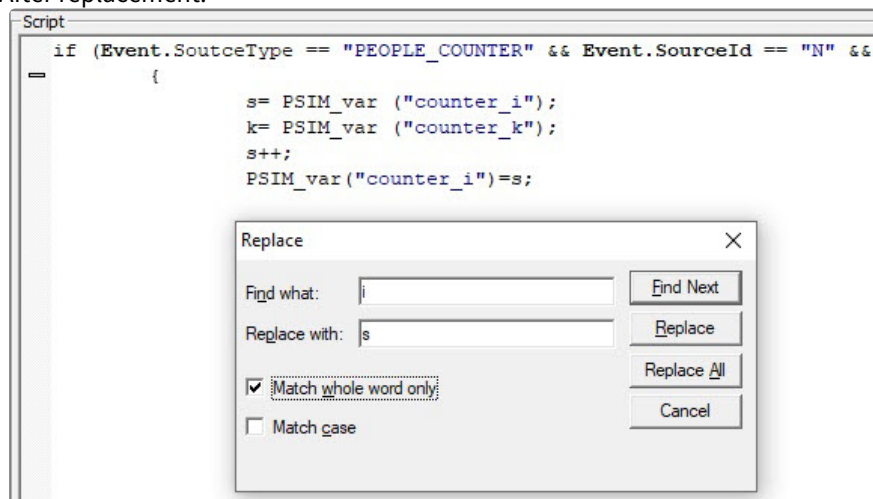 After replacement:
Script
if (Event.SoutceType == "PEOPLE_COUNTER" && Event.SourceId == "N" &&
{
s= PSIM_var ("counter_i");
k= PSIM_var ("counter_k");
s++;
PSIM_var("counter_i")=s;
Replace
Find what: i
Find Next
Replace with: s
Replace
Match whole word only
Replace All
Match case
Cancel